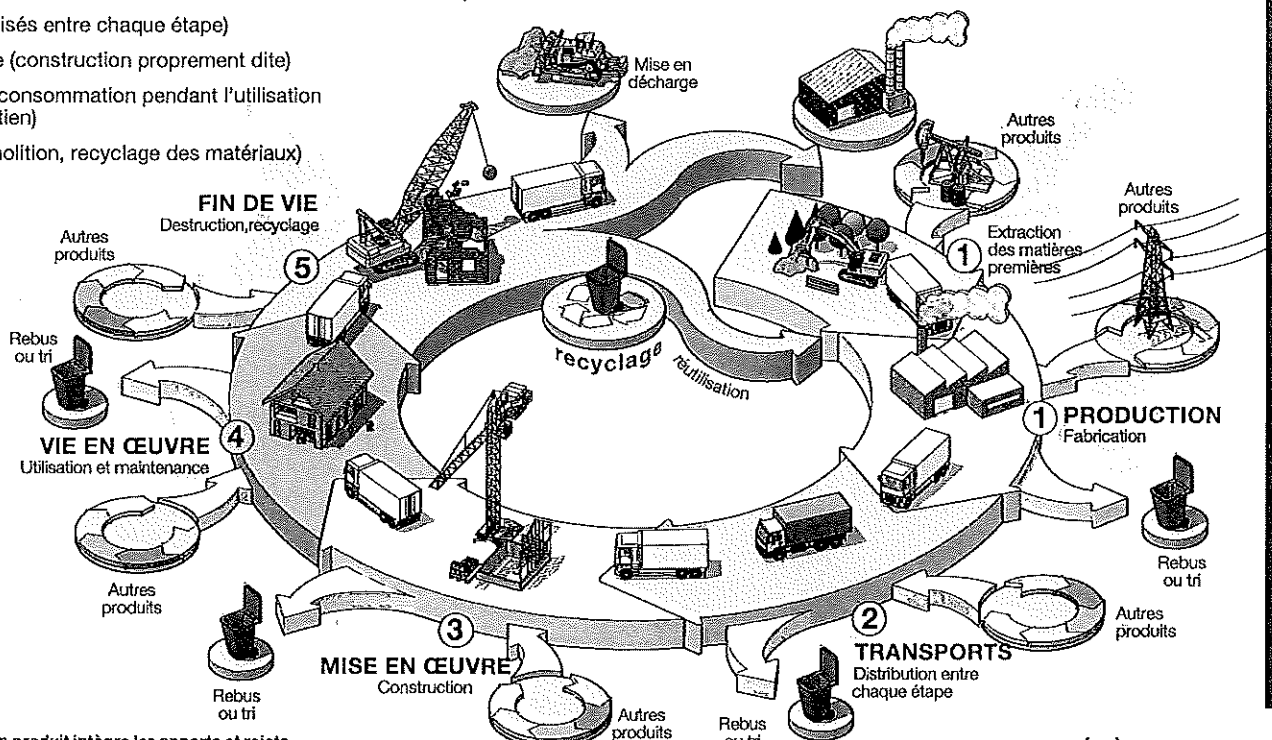 isés entre chaque étape)
e (construction proprement dite)
consommation pendant l'utilisation
tien)
nolition, recyclage des matériaux)
Mise en
décharge
Autres
produits
Autres
produits
FIN DE VIE
Destruction,recyclage
5
1
Extraction
des matières
premières
Autres
produits
Rebus
ou tri
recyclage
réutilisation
1 PRODUCTION
Fabrication
VIE EN ŒUVRE
4
Utilisation et maintenance
Autres
produits
Rebus
ou tri
Rebus
ou tri
3
MISE EN ŒUVRE
Construction
Autres
produits
2
TRANSPORTS
Distribution entre
chaque étape
Autres
produits
Rebus
ou tri